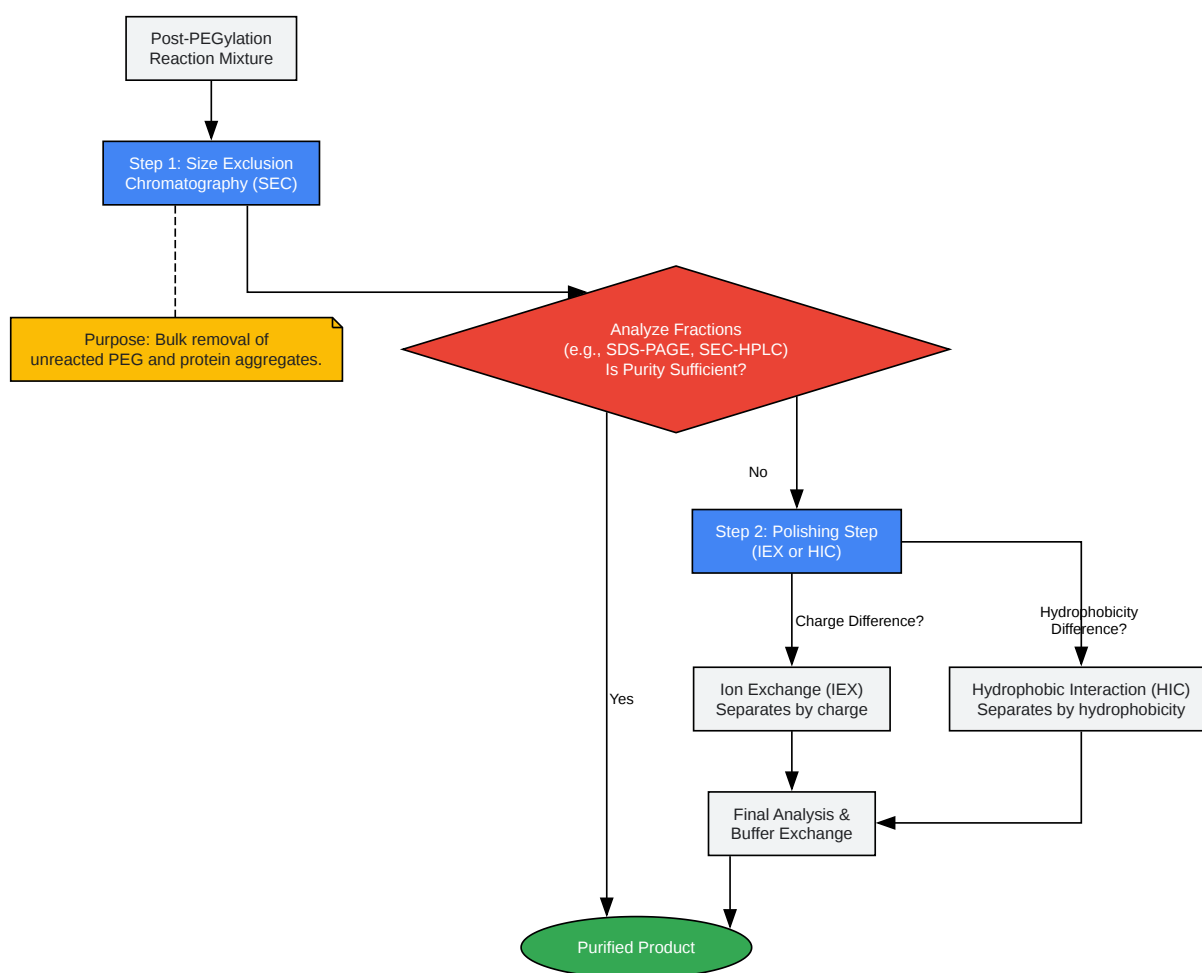 Post-PEGylation
Reaction Mixture
Step 1: Size Exclusion
Chromatography (SEC)
Purpose: Bulk removal of
unreacted PEG and protein aggregates.
Analyze Fractions
(e.g., SDS-PAGE, SEC-HPLC)
Is Purity Sufficient?
No
Step 2: Polishing Step
(IEX or HIC)
Charge Difference?
Hydrophobicity
Difference?
Yes
Ion Exchange (IEX)
Separates by charge
Hydrophobic Interaction (HIC)
Separates by hydrophobicity
Final Analysis &
Buffer Exchange
Purified Product